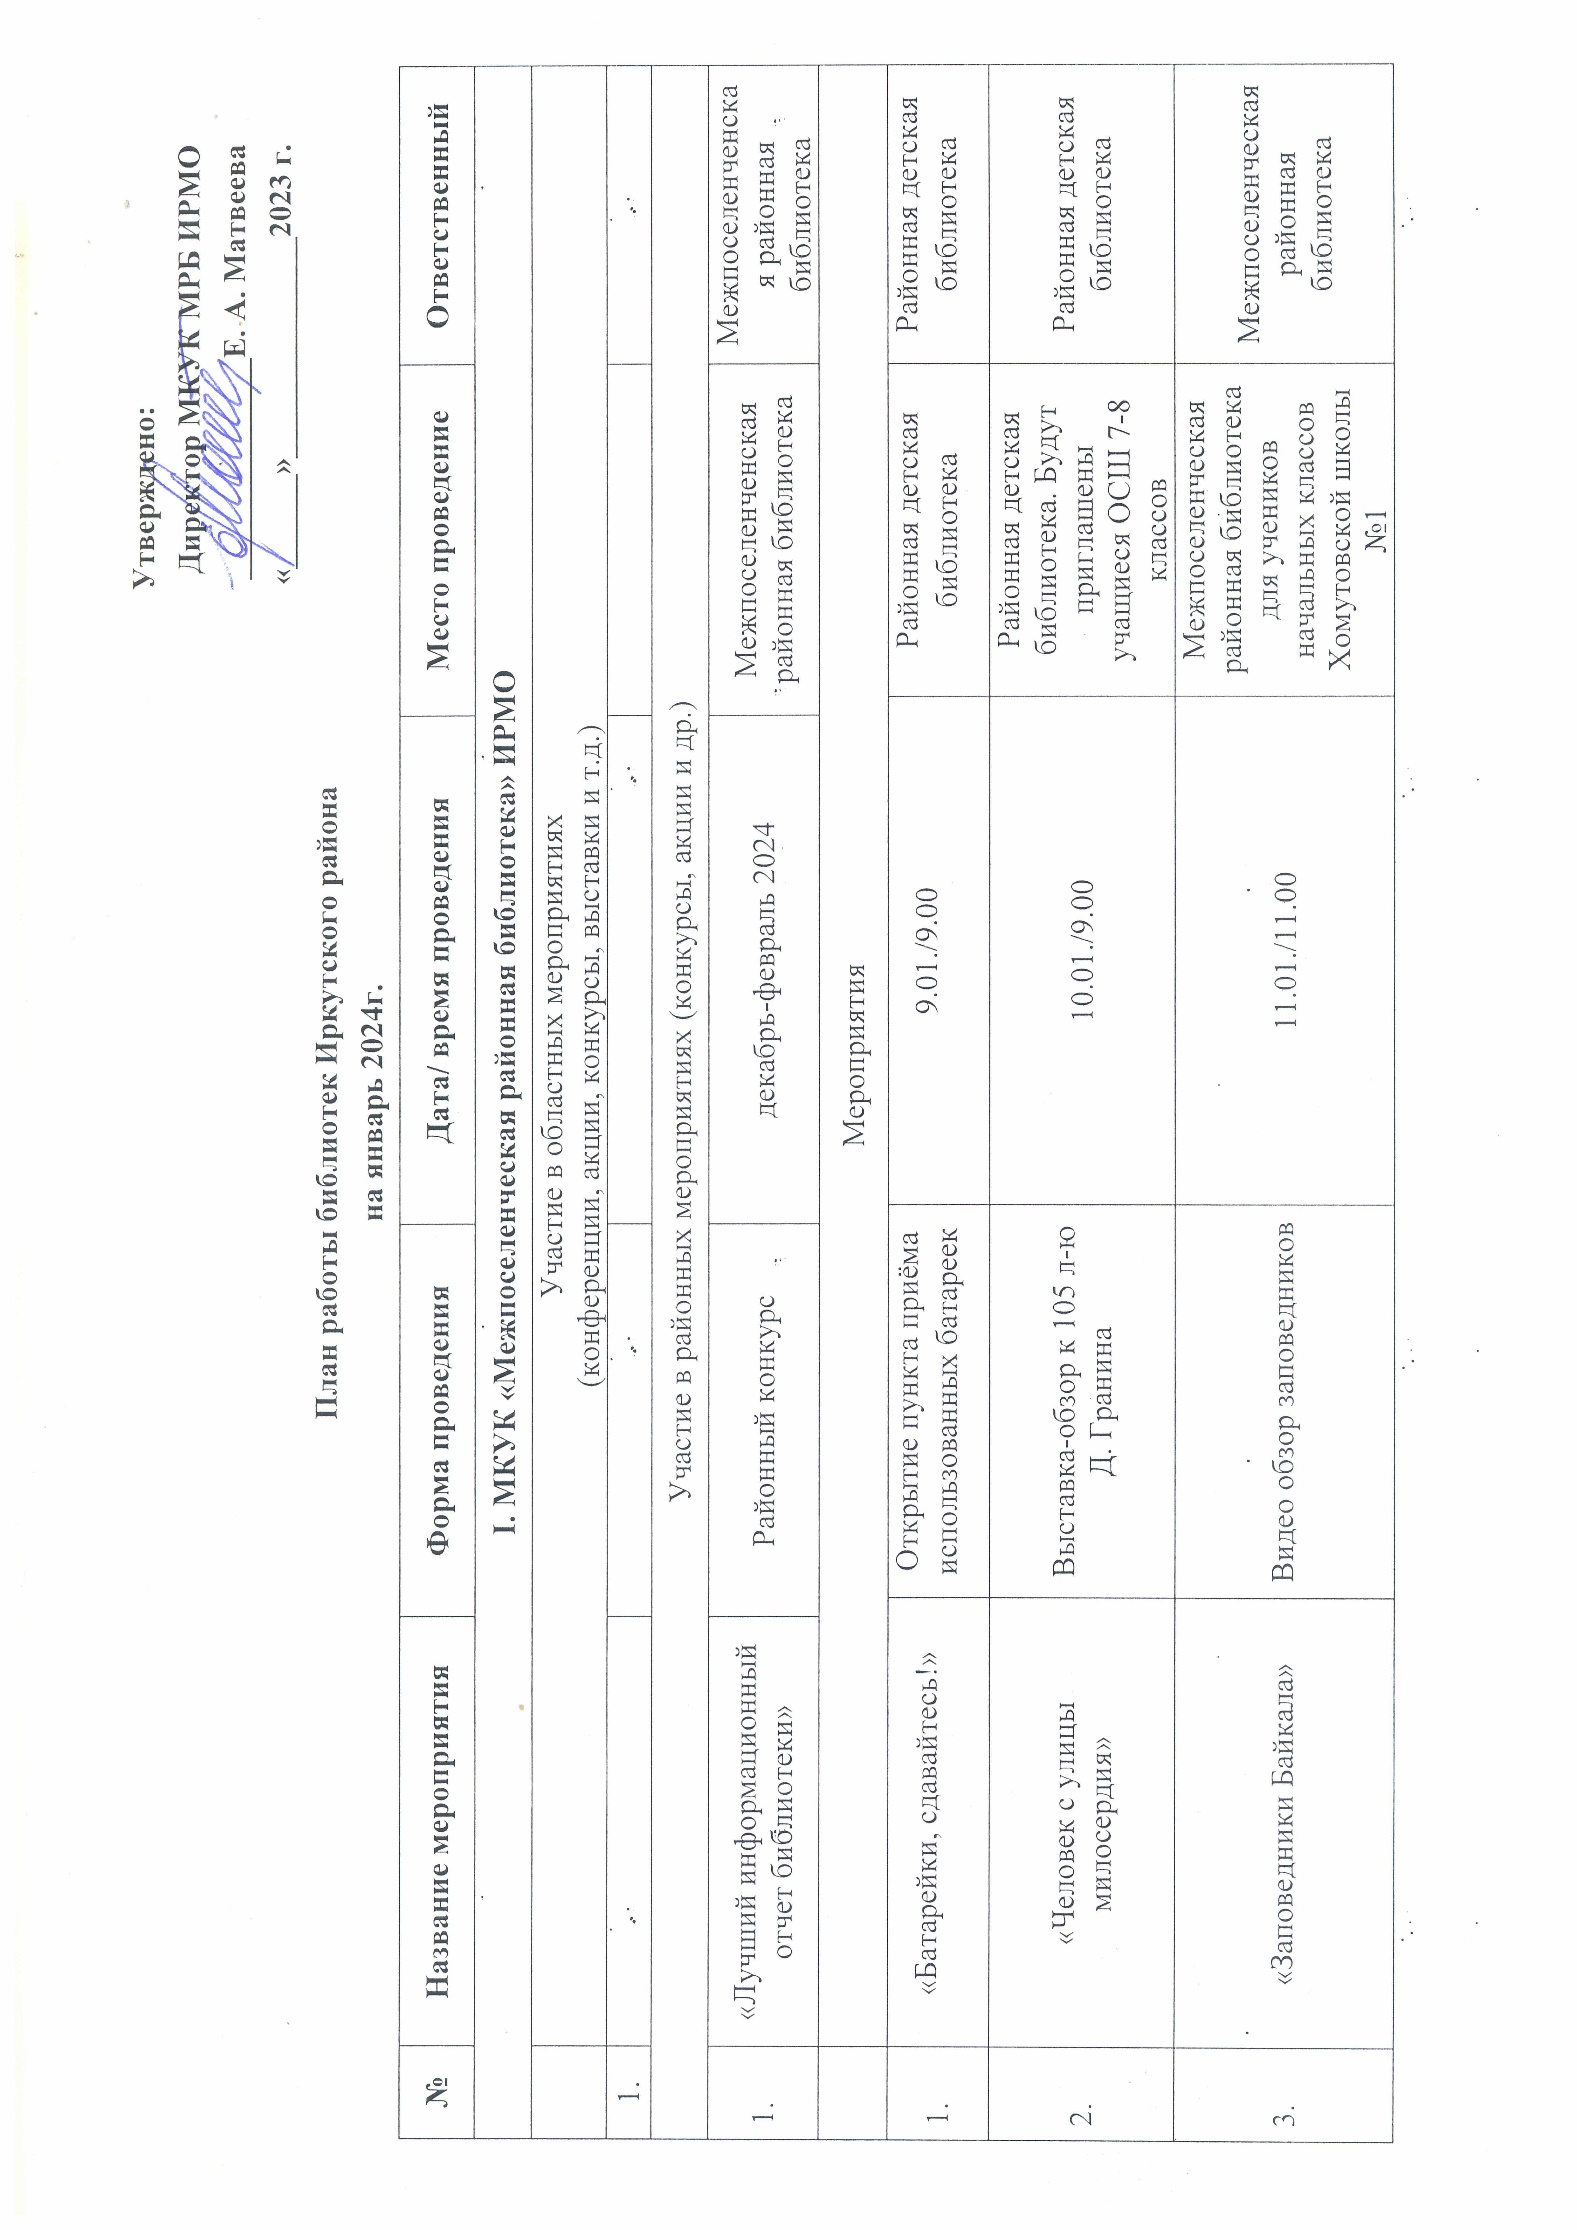 Утверждено:
Директор МКУК МРБ ИРМО
____________Е. А. Матвеева
«______»______________ 2023 г.
План работы библиотек Иркутского района
на январь 2024г.
№ Название мероприятия Форма проведения Дата/ время проведения Место проведение Ответственный
I. МКУК «Межпоселенческая районная библиотека» ИРМО
Участие в областных мероприятиях
(конференции, акции, конкурсы, выставки и т.д.)
1.
Участие в районных мероприятиях (конкурсы, акции и др.)
1.
«Лучший информационный
отчет библиотеки»
Районный конкурс
декабрь-февраль 2024
Межпоселенченская
районная библиотека
Межпоселенченска
я районная
библиотека
Мероприятия
1.
«Батарейки, сдавайтесь!»
Открытие пункта приёма
использованных батареек
9.01./9.00
Районная детская
библиотека
Районная детская
библиотека
2.
«Человек с улицы
милосердия»
Выставка-обзор к 105 л-ю
Д. Гранина
10.01./9.00
Районная детская
библиотека. Будут
приглашены
учащиеся ОСШ 7-8
классов
Районная детская
библиотека
3.
«Заповедники Байкала»
Видео обзор заповедников
11.01./11.00
Межпоселенческая
районная библиотека
для учеников
начальных классов
Хомутовской школы
№1
Межпоселенческая
районная
библиотека